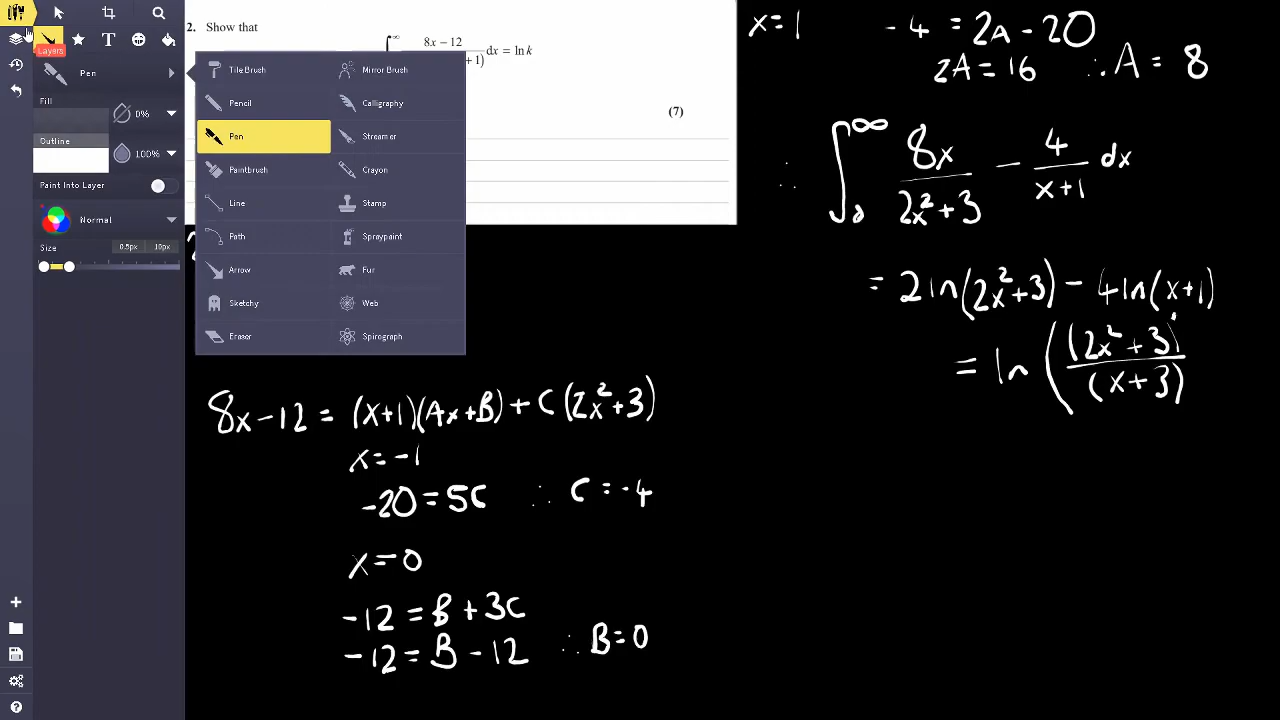 2. Show that
∫ 8x − 12
+ 1) dx = ln k
∞
(7)
Layers
Pen
Fill
0%
Outline
100%
Paint Into Layer
Normal
Size
0.5px 10px
Tile Brush Mirror Brush
Pencil Calligraphy
Pen Streamer
Paintbrush Crayon
Line Stamp
Path Spraypaint
Arrow Fur
Sketchy Web
Eraser Spirograph
8x-12 = (x+1)(Ax+B) + C(2x²+3)
x=-1
-20=5C ∴ C=-4
x=0
-12=B+3C
-12=B-12 ∴ B=0
x=1 -4=2A-20
2A=16 ∴ A=8
∴ ∫₀^∞ 8x/(2x²+3) - 4/(x+1) dx
= 2ln(2x²+3) - 4ln(x+1)
= ln ((2x²+3)/(x+3)